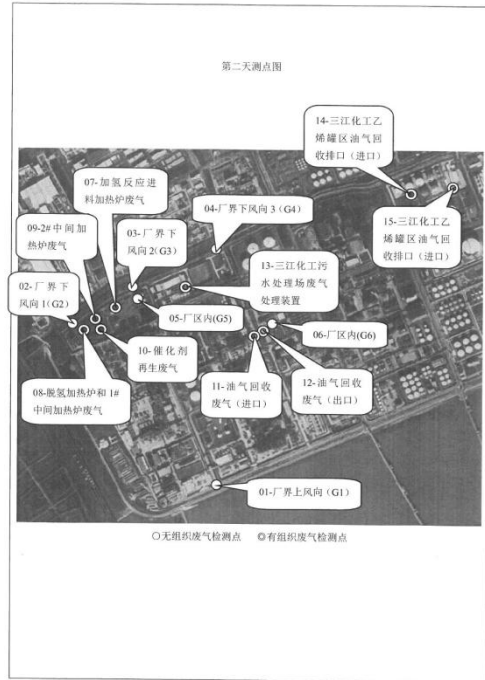 第二天测点图
14-三江化工乙
烯罐区油气回
收排口（进口）
07-加氢反应进
料加热炉废气
04-厂界下风向 3（G4）
09-2#中间加
热炉废气
03-厂界下
风向 2（G3）
15-三江化工乙
烯罐区油气回
收排口（进口）
13-三江化工污
水处理场废气
处理装置
02-厂界下
风向 1（G2）
05-厂区内(G5)
06-厂区内(G6)
10-催化剂
再生废气
11-油气回收
废气（进口）
12-油气回收
废气（出口）
08-脱氢加热炉和 1#
中间加热炉废气
01-厂界上风向（G1）
○无组织废气检测点 ◎有组织废气检测点